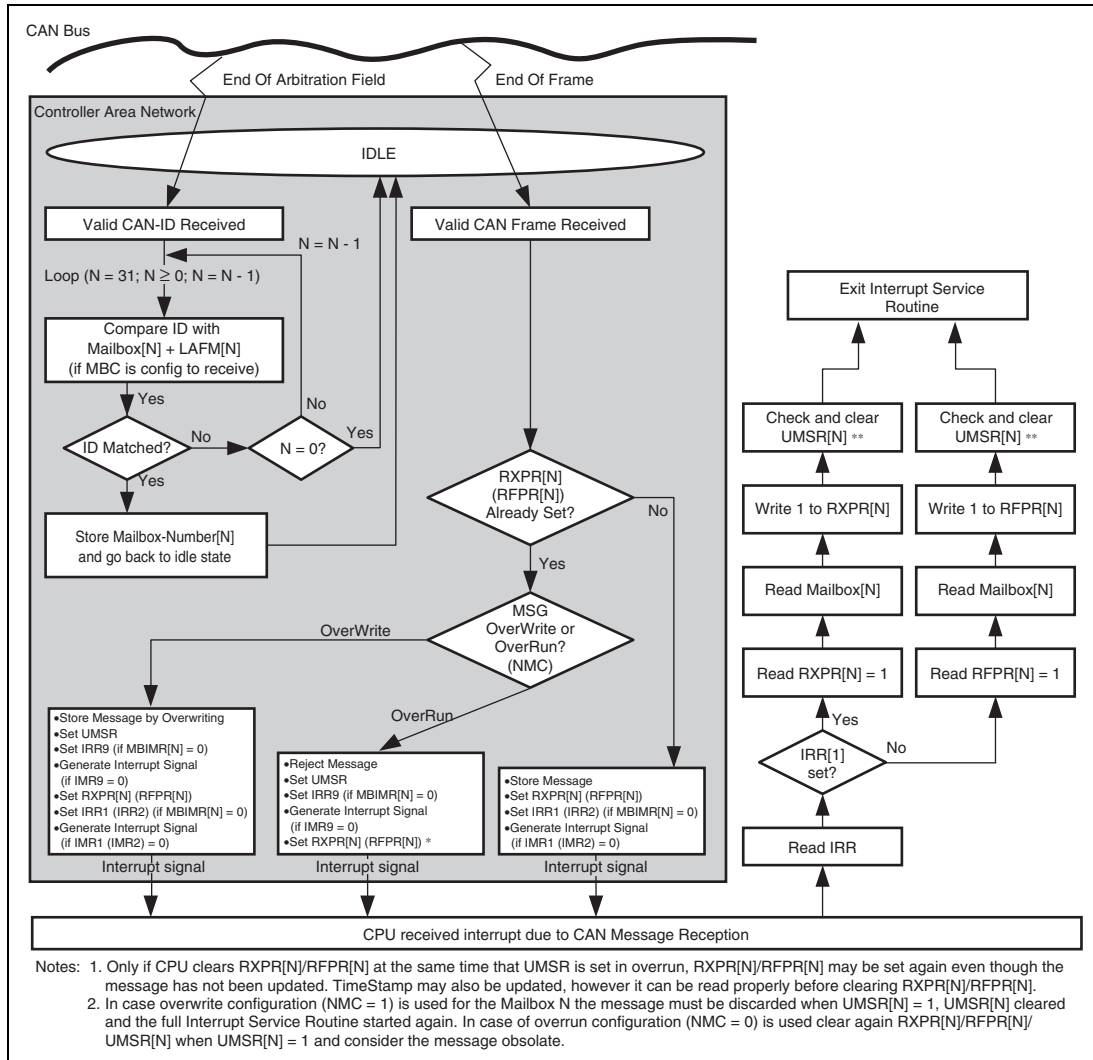 CAN Bus
End Of Arbitration Field
End Of Frame
Controller Area Network
IDLE
Valid CAN-ID Received
Valid CAN Frame Received
N = N - 1
Loop (N = 31; N ≥ 0; N = N - 1)
Compare ID with
Mailbox[N] + LAFM[N]
(if MBC is config to receive)
Yes
No
ID Matched?
No
N = 0?
Yes
Yes
Store Mailbox-Number[N]
and go back to idle state
RXPR[N]
(RFPR[N])
Already Set?
No
Yes
MSG
OverWrite or
OverRun?
(NMC)
OverWrite
OverRun
•Store Message by Overwriting
•Set UMSR
•Set IRR9 (if MBIMR[N] = 0)
•Generate Interrupt Signal
(if IMR9 = 0)
•Set RXPR[N] (RFPR[N])
•Set IRR1 (IRR2) (if MBIMR[N] = 0)
•Generate Interrupt Signal
(if IMR1 (IMR2) = 0)
•Reject Message
•Set UMSR
•Set IRR9 (if MBIMR[N] = 0)
•Generate Interrupt Signal
(if IMR9 = 0)
•Set RXPR[N] (RFPR[N]) *
•Store Message
•Set RXPR[N] (RFPR[N])
•Set IRR1 (IRR2) (if MBIMR[N] = 0)
•Generate Interrupt Signal
(if IMR1 (IMR2) = 0)
Interrupt signal
Interrupt signal
Interrupt signal
Exit Interrupt Service
Routine
Check and clear
UMSR[N] **
Check and clear
UMSR[N] **
Write 1 to RXPR[N]
Write 1 to RFPR[N]
Read Mailbox[N]
Read Mailbox[N]
Read RXPR[N] = 1
Read RFPR[N] = 1
Yes
IRR[1]
set?
No
Read IRR
CPU received interrupt due to CAN Message Reception
Notes: 1. Only if CPU clears RXPR[N]/RFPR[N] at the same time that UMSR is set in overrun, RXPR[N]/RFPR[N] may be set again even though the
message has not been updated. TimeStamp may also be updated, however it can be read properly before clearing RXPR[N]/RFPR[N].
2. In case overwrite configuration (NMC = 1) is used for the Mailbox N the message must be discarded when UMSR[N] = 1, UMSR[N] cleared
and the full Interrupt Service Routine started again. In case of overrun configuration (NMC = 0) is used clear again RXPR[N]/RFPR[N]/
UMSR[N] when UMSR[N] = 1 and consider the message obsolate.